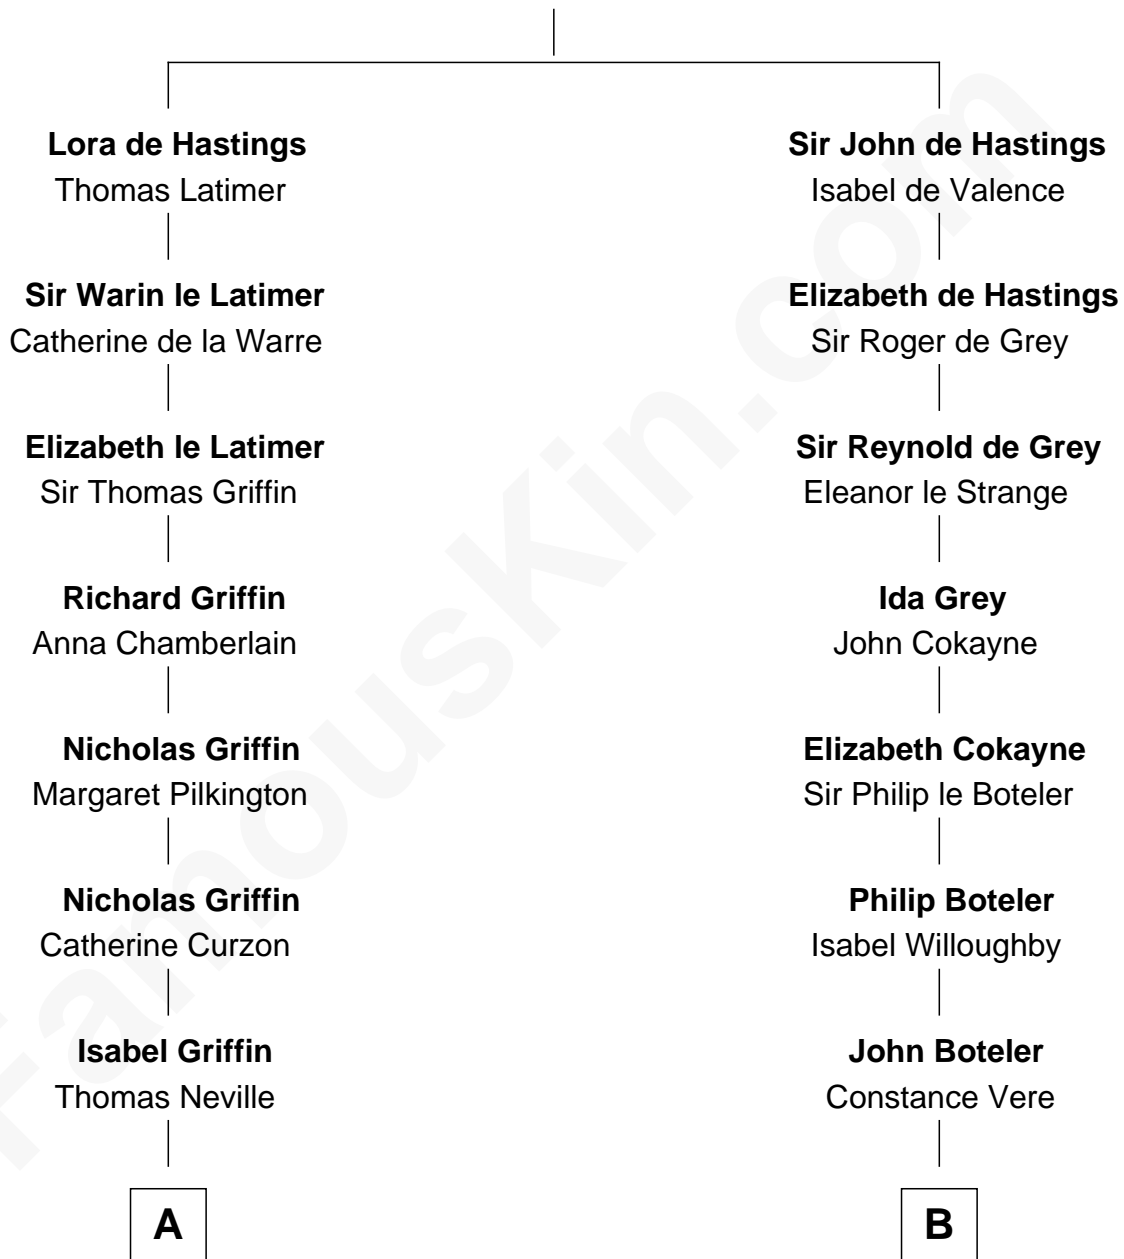 Lora de Hastings
Thomas Latimer
Sir Warin le Latimer
Catherine de la Warre
Elizabeth le Latimer
Sir Thomas Griffin
Richard Griffin
Anna Chamberlain
Nicholas Griffin
Margaret Pilkington
Nicholas Griffin
Catherine Curzon
Isabel Griffin
Thomas Neville
A
Sir John de Hastings
Isabel de Valence
Elizabeth de Hastings
Sir Roger de Grey
Sir Reynold de Grey
Eleanor le Strange
Ida Grey
John Cokayne
Elizabeth Cokayne
Sir Philip le Boteler
Philip Boteler
Isabel Willoughby
John Boteler
Constance Vere
B
FamousKin.com